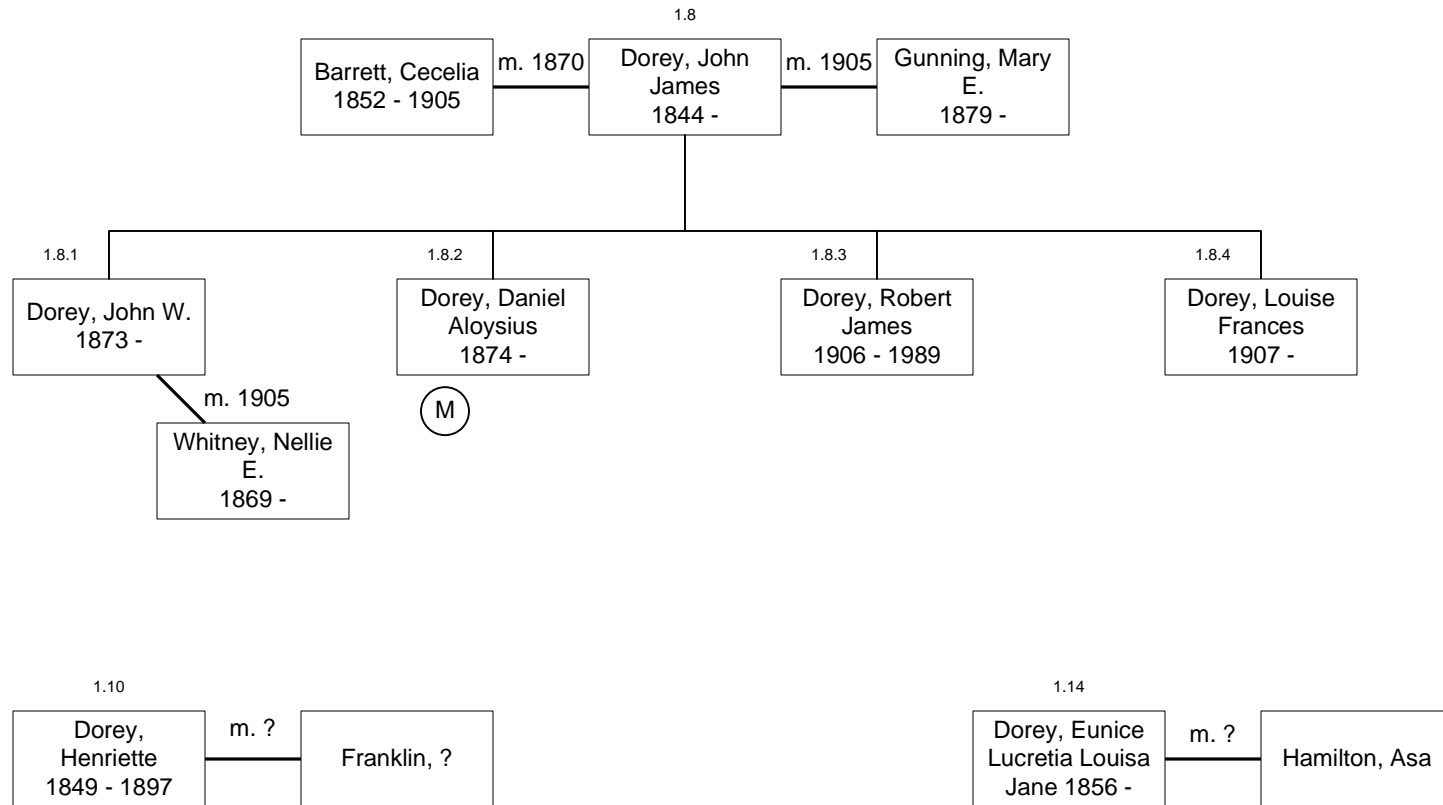 1.8
Barrett, Cecelia
1852 - 1905
m. 1870
Dorey, John
James
1844 -
m. 1905
Gunning, Mary
E.
1879 -
1.8.1
Dorey, John W.
1873 -
m. 1905
Whitney, Nellie
E.
1869 -
1.8.2
Dorey, Daniel
Aloysius
1874 -
M
1.8.3
Dorey, Robert
James
1906 - 1989
1.8.4
Dorey, Louise
Frances
1907 -
1.10
Dorey,
Henriette
1849 - 1897
m. ?
Franklin, ?
1.14
Dorey, Eunice
Lucretia Louisa
Jane 1856 -
m. ?
Hamilton, Asa